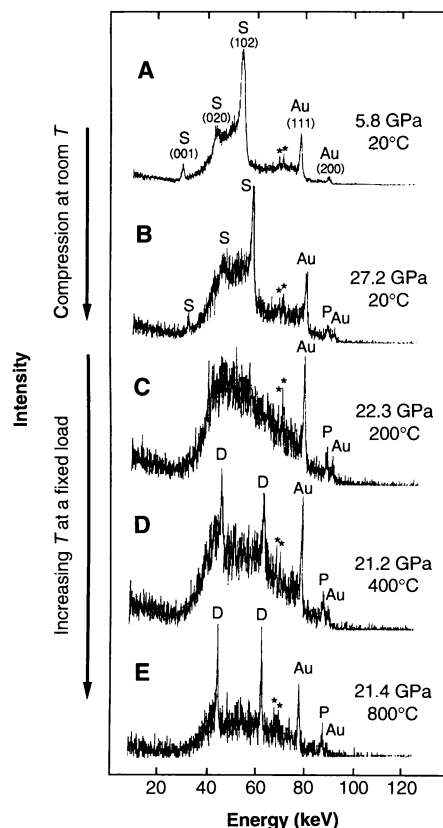 S
(102)
A
S
(020)
S
(001)
Au
(111)
**
Au
(200)
5.8 GPa
20°C
B
S
S
S
**
Au
P
Au
27.2 GPa
20°C
C
**
Au
P
Au
22.3 GPa
200°C
D
D
D
**
Au
P
Au
21.2 GPa
400°C
E
D
D
**
Au
P
Au
21.4 GPa
800°C
Compression at room T
Intensity
Increasing T at a fixed load
20 40 60 80 100 120
Energy (keV)